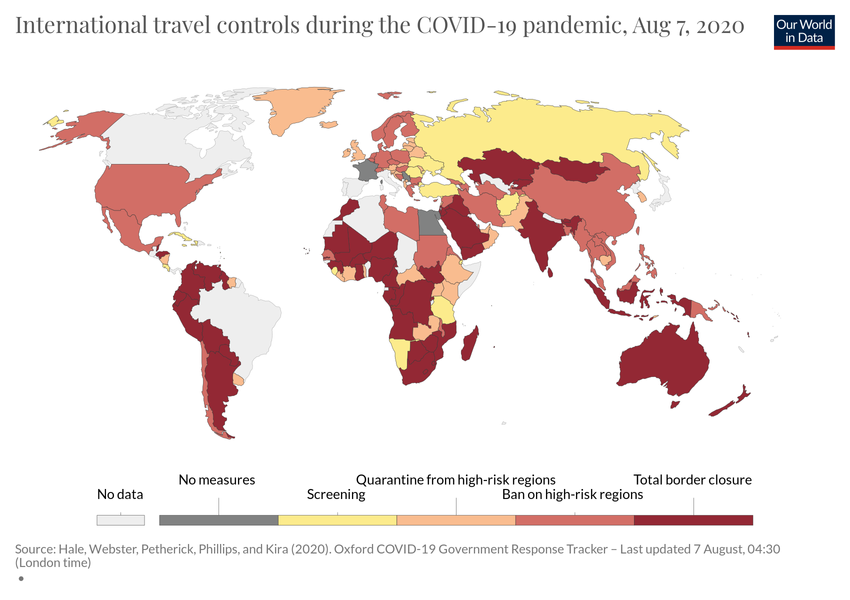 International travel controls during the COVID-19 pandemic, Aug 7, 2020
Our World
in Data
No measures
Quarantine from high-risk regions
Total border closure
No data
Screening
Ban on high-risk regions
Source: Hale, Webster, Petherick, Phillips, and Kira (2020). Oxford COVID-19 Government Response Tracker – Last updated 7 August, 04:30
(London time)